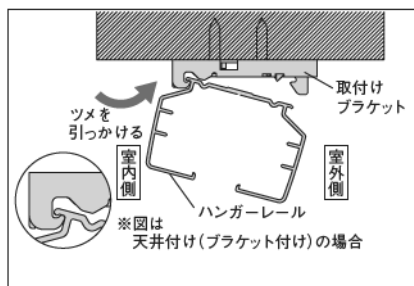 取付け
ブラケット
ツメを
引っかける
室内側
室外側
ハンガーレール
※図は
天井付け(ブラケット付け)の場合